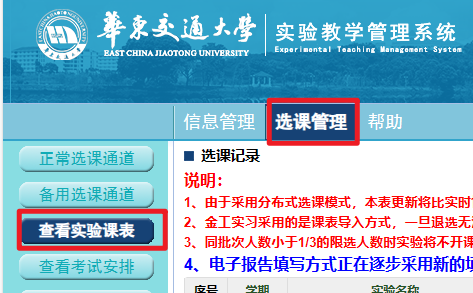 華東交通大學
EAST CHINA JIAOTONG UNIVERSITY
实验教学管理系统
Experimental Teaching Management System
信息管理 选课管理 帮助
正常选课通道
备用选课通道
查看实验课表
查看考试安排
选课记录
说明：
1、由于采用分布式选课模式，本表更新将比实时
2、金工实习采用的是课表导入方式，一旦退选无
3、同批次人数小于1/3的限选人数时实验将不开课
4、电子报告填写方式正在逐步采用新的填
序号 学期 实验名称